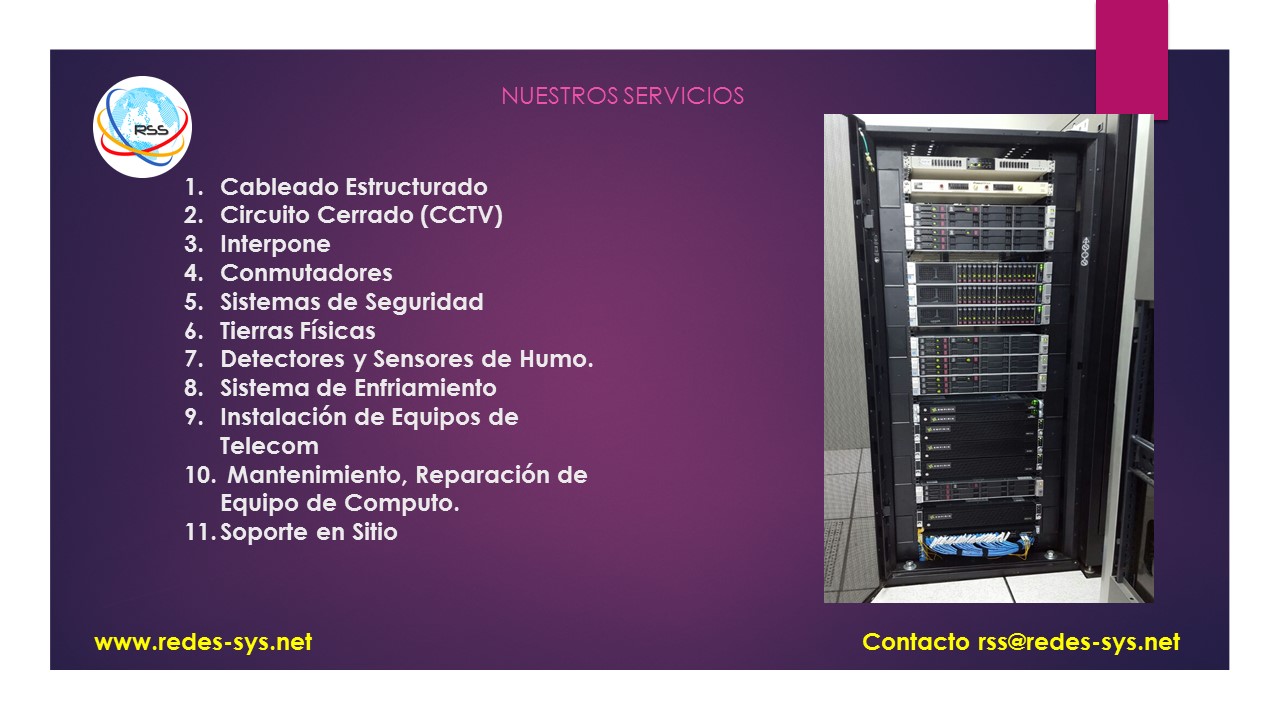 NUESTROS SERVICIOS
RSS
1. Cableado Estructurado
2. Circuito Cerrado (CCTV)
3. Interpone
4. Conmutadores
5. Sistemas de Seguridad
6. Tierras Físicas
7. Detectores y Sensores de Humo.
8. Sistema de Enfriamiento
9. Instalación de Equipos de
Telecom
10. Mantenimiento, Reparación de
Equipo de Computo.
11. Soporte en Sitio
www.redes-sys.net
Contacto rss@redes-sys.net